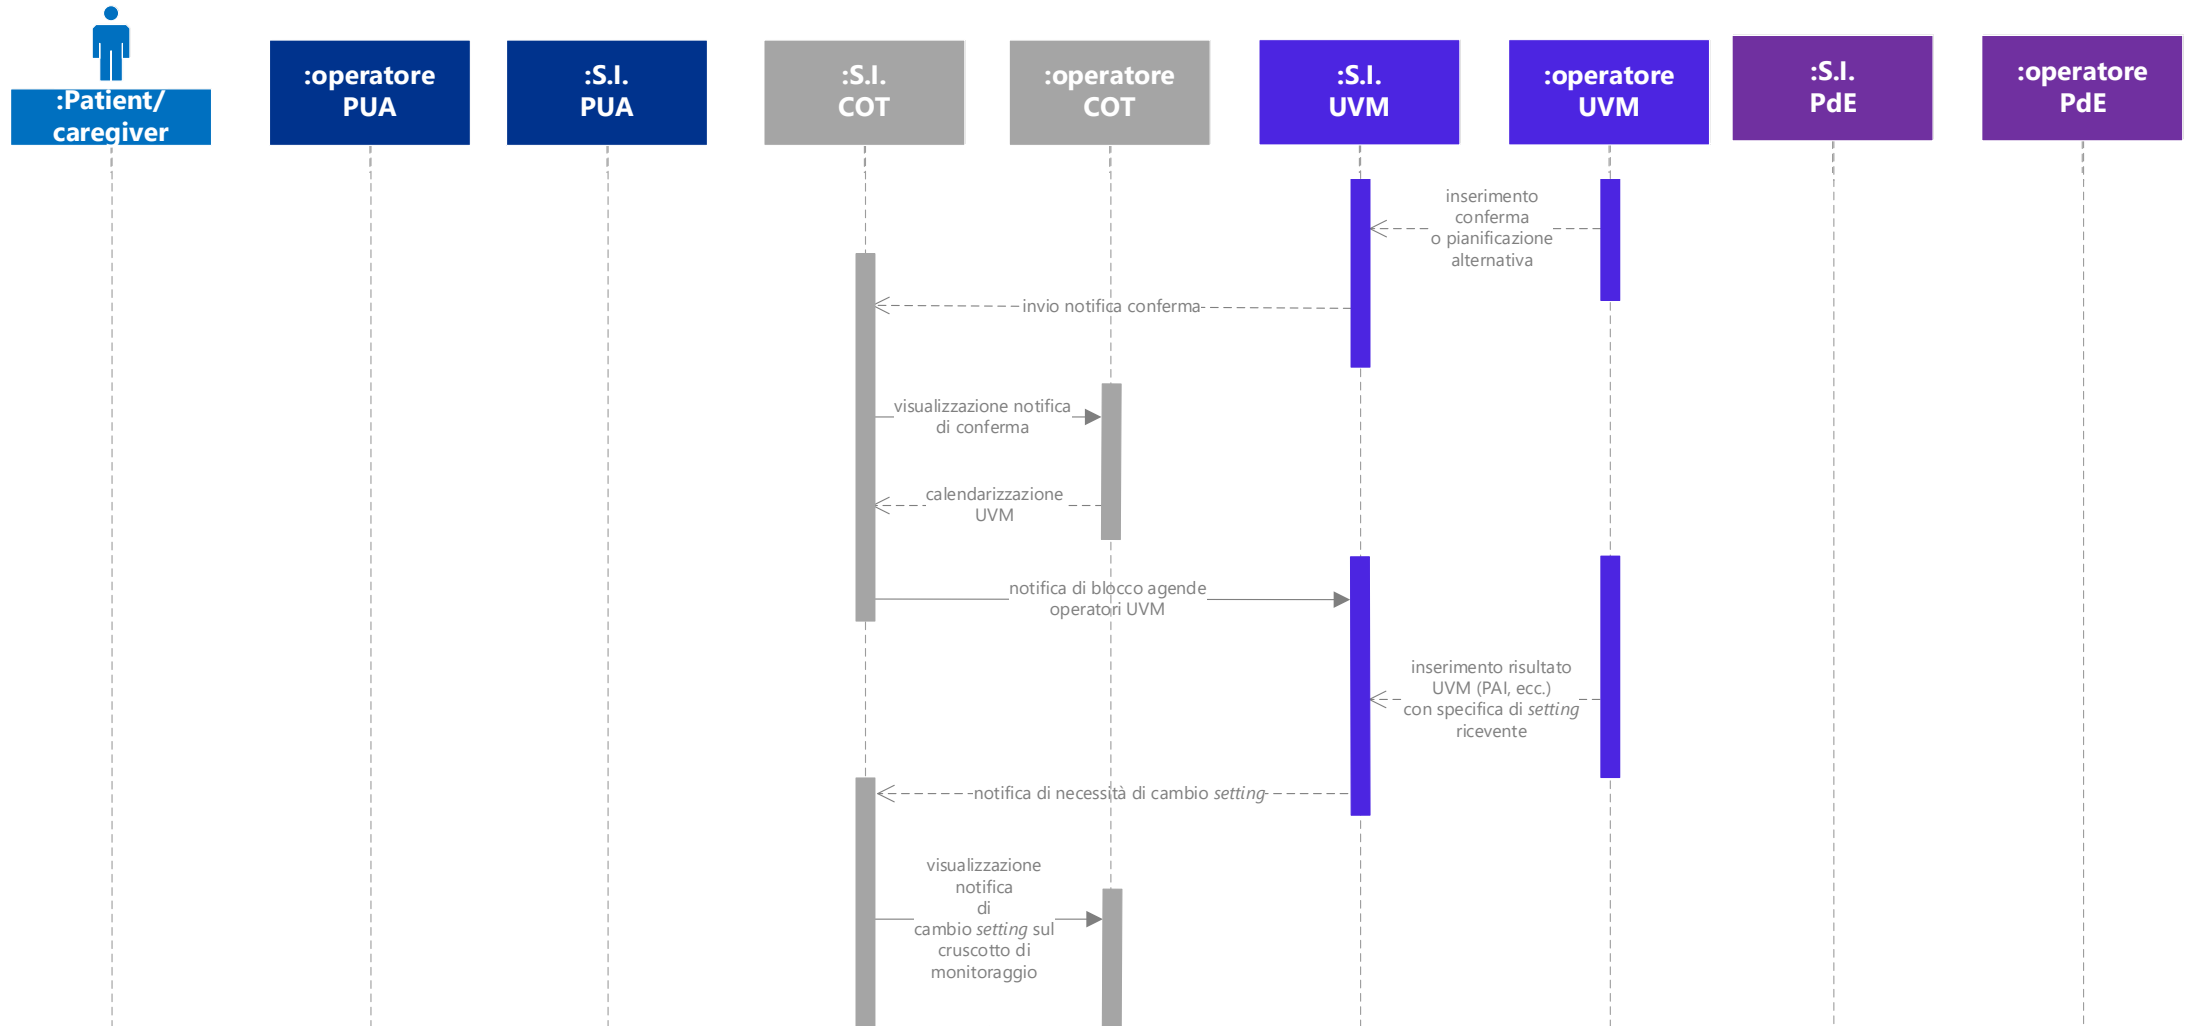 :Patient/
caregiver
:operatore
PUA
:S.I.
PUA
:S.I.
COT
:operatore
COT
:S.I.
UVM
:operatore
UVM
:S.I.
PdE
:operatore
PdE
inserimento
conferma
o pianificazione
alternativa
invio notifica conferma
visualizzazione notifica
di conferma
calendarizzazione
UVM
notifica di blocco agende
operatori UVM
inserimento risultato
UVM (PAI, ecc.)
con specifica di setting
ricevente
notifica di necessità di cambio setting
visualizzazione
notifica
di
cambio setting sul
cruscotto di
monitoraggio